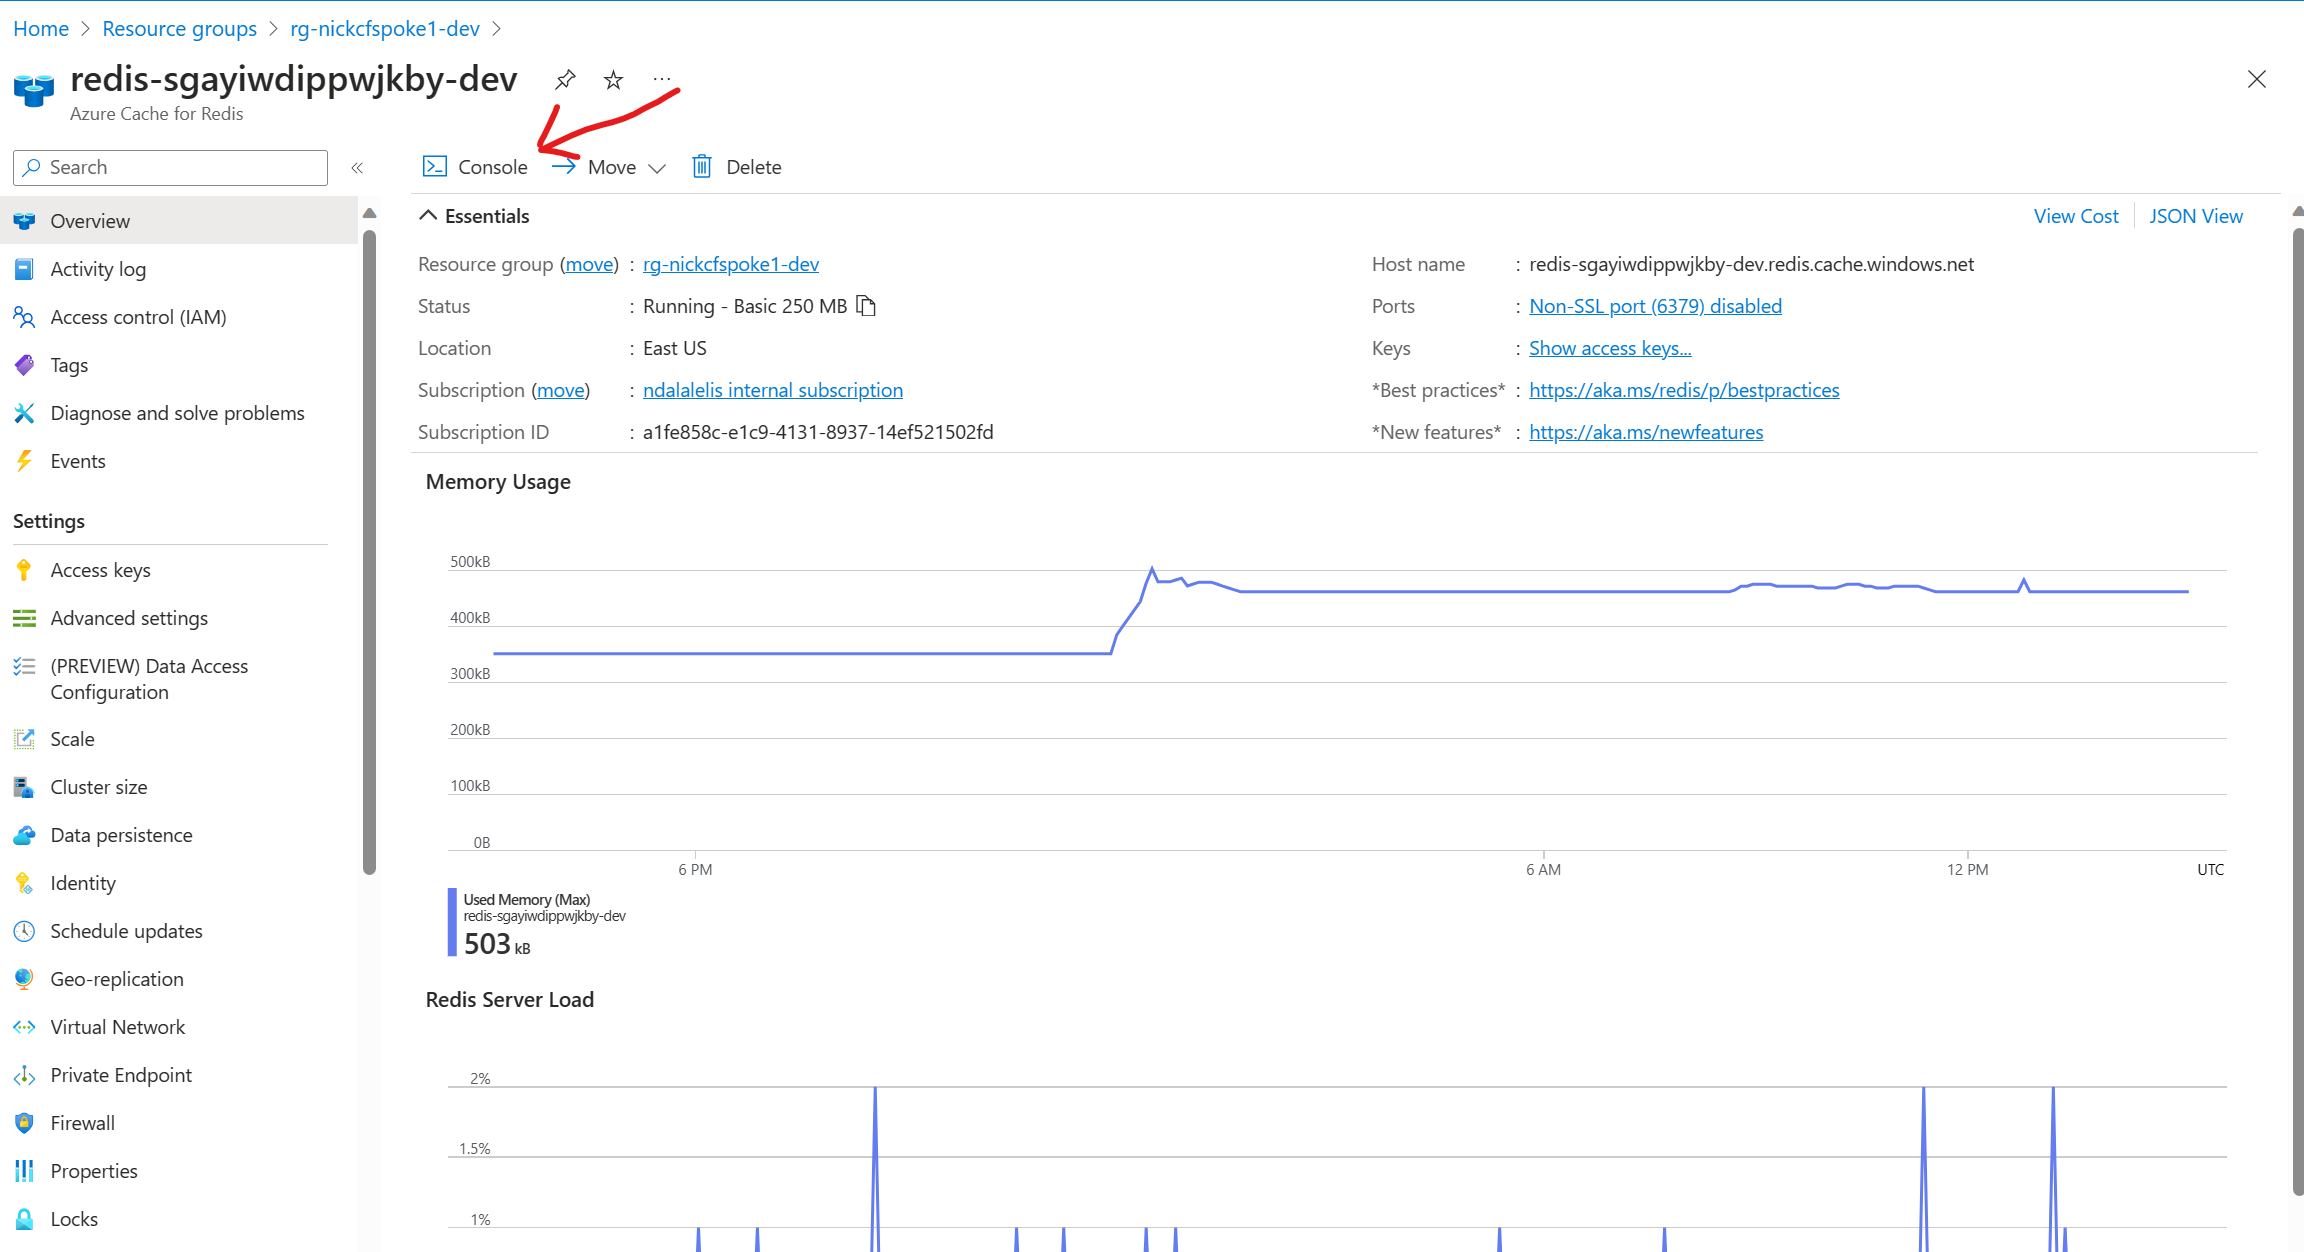 Home > Resource groups > rg-nickcfspoke1-dev >
redis-sgayiwdippwjkby-dev
Azure Cache for Redis
Search
Console
Move
Delete
Overview
Activity log
Access control (IAM)
Tags
Diagnose and solve problems
Events
Settings
Access keys
Advanced settings
(PREVIEW) Data Access
Configuration
Scale
Cluster size
Data persistence
Identity
Schedule updates
Geo-replication
Virtual Network
Private Endpoint
Firewall
Properties
Locks
Essentials
View Cost
JSON View
Resource group (move) : rg-nickcfspoke1-dev
Status : Running - Basic 250 MB
Location : East US
Subscription (move) : ndalalelis internal subscription
Subscription ID : a1fe858c-e1c9-4131-8937-14ef521502fd
Host name : redis-sgayiwdippwjkby-dev.redis.cache.windows.net
Ports : Non-SSL port (6379) disabled
Keys : Show access keys...
*Best practices* : https://aka.ms/redis/p/bestpractices
*New features* : https://aka.ms/newfeatures
Memory Usage
500kB
400kB
300kB
200kB
100kB
0B
6 PM
6 AM
12 PM
UTC
Used Memory (Max)
redis-sgayiwdippwjkby-dev
503 kB
Redis Server Load
2%
1.5%
1%